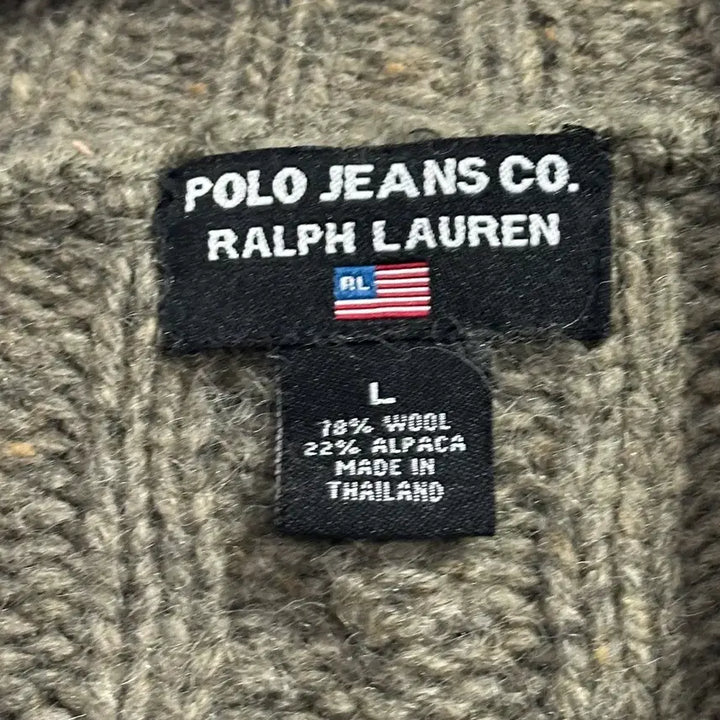 POLO JEANS CO.
RALPH LAUREN
RL
L
78% WOOL
22% ALPACA
MADE IN
THAILAND